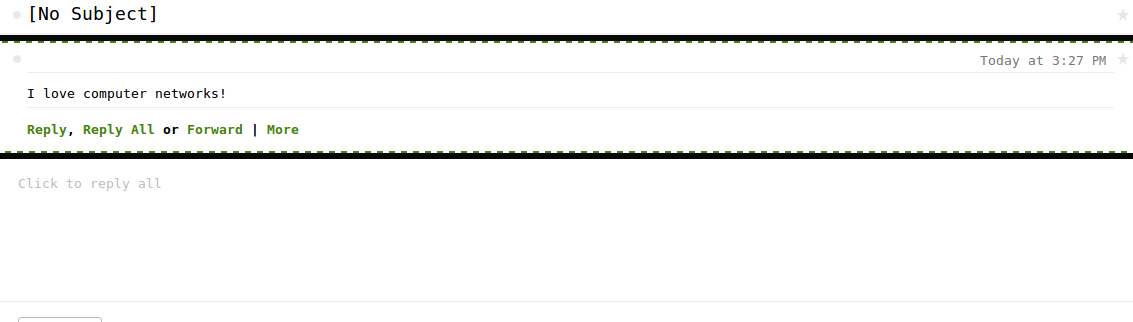 [No Subject]
Today at 3:27 PM
I love computer networks!
Reply, Reply All or Forward | More
Click to reply all